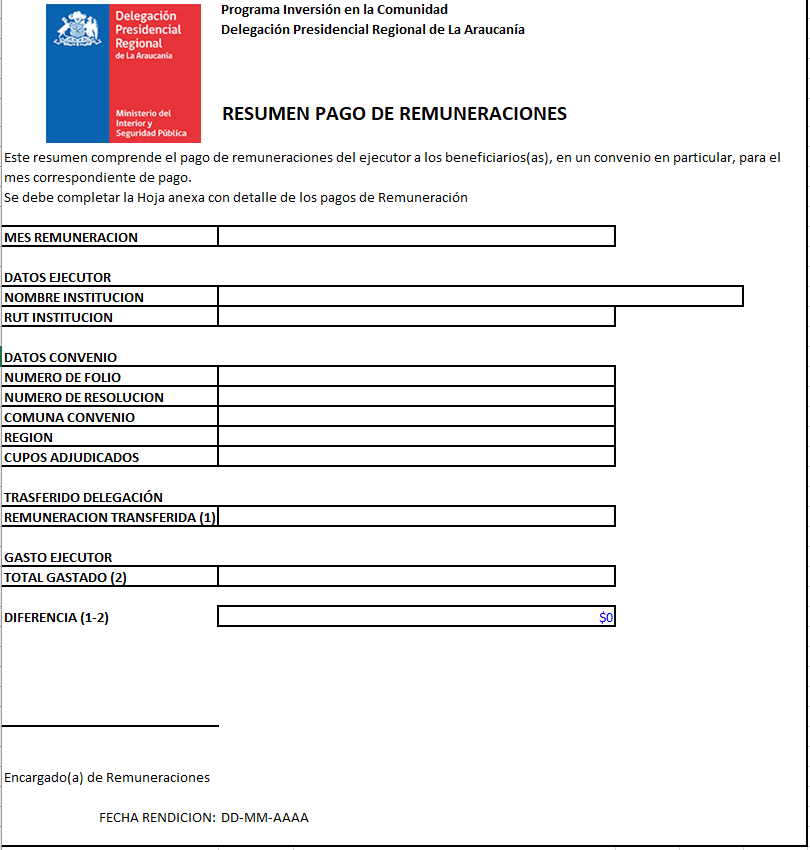 Delegación
Presidencial
Regional
de La Araucanía
Ministerio del
Interior y
Seguridad Pública
Programa Inversión en la Comunidad
Delegación Presidencial Regional de La Araucanía
RESUMEN PAGO DE REMUNERACIONES
Este resumen comprende el pago de remuneraciones del ejecutor a los beneficiarios(as), en un convenio en particular, para el
mes correspondiente de pago.
Se debe completar la Hoja anexa con detalle de los pagos de Remuneración
MES REMUNERACION
DATOS EJECUTOR
NOMBRE INSTITUCION
RUT INSTITUCION
DATOS CONVENIO
NUMERO DE FOLIO
NUMERO DE RESOLUCION
COMUNA CONVENIO
REGION
CUPOS ADJUDICADOS
TRASFERIDO DELEGACIÓN
REMUNERACION TRANSFERIDA (1)
GASTO EJECUTOR
TOTAL GASTADO (2)
DIFERENCIA (1-2) $0
Encargado(a) de Remuneraciones
FECHA RENDICION: DD-MM-AAAA